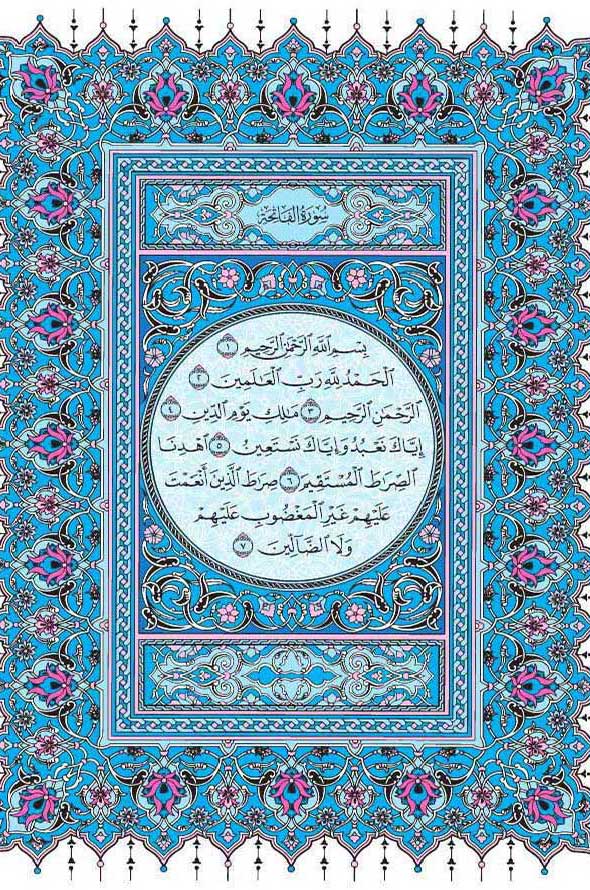 سُورَةُ الفَاتِحَةِ
بِسْمِ ٱللَّهِ ٱلرَّحْمَٰنِ ٱلرَّحِيمِ ١
ٱلْحَمْدُ لِلَّهِ رَبِّ ٱلْعَٰلَمِينَ ٢
ٱلرَّحْمَٰنِ ٱلرَّحِيمِ ٣ مَٰلِكِ يَوْمِ ٱلدِّينِ ٤
إِيَّاكَ نَعْبُدُ وَإِيَّاكَ نَسْتَعِينُ ٥ ٱهْدِنَا
ٱلصِّرَٰطَ ٱلْمُسْتَقِيمَ ٦ صِرَٰطَ ٱلَّذِينَ أَنْعَمْتَ
عَلَيْهِمْ غَيْرِ ٱلْمَغْضُوبِ عَلَيْهِمْ
وَلَا ٱلضَّآلِّينَ ٧